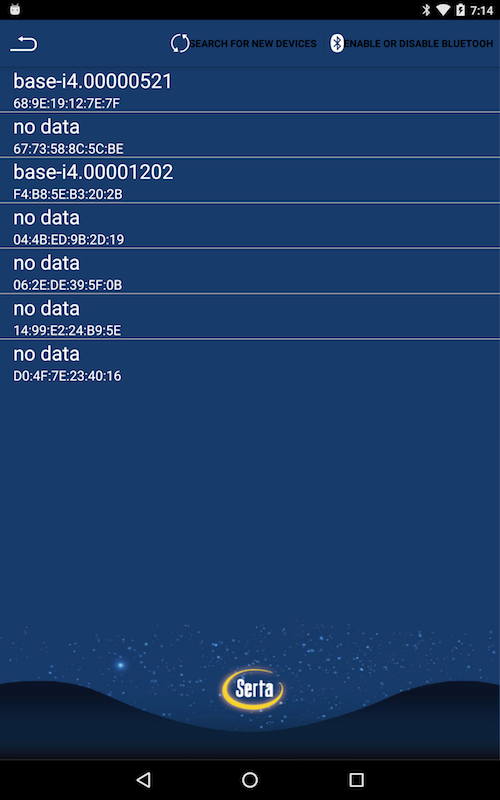 7:14
SEARCH FOR NEW DEVICES
ENABLE OR DISABLE BLUETOOH
base-i4.00000521
68:9E:19:12:7E:7F
no data
67:73:58:8C:5C:BE
base-i4.00001202
F4:B8:5E:B3:20:2B
no data
04:4B:ED:9B:2D:19
no data
06:2E:DE:39:5F:0B
no data
14:99:E2:24:B9:5E
no data
D0:4F:7E:23:40:16
Serta